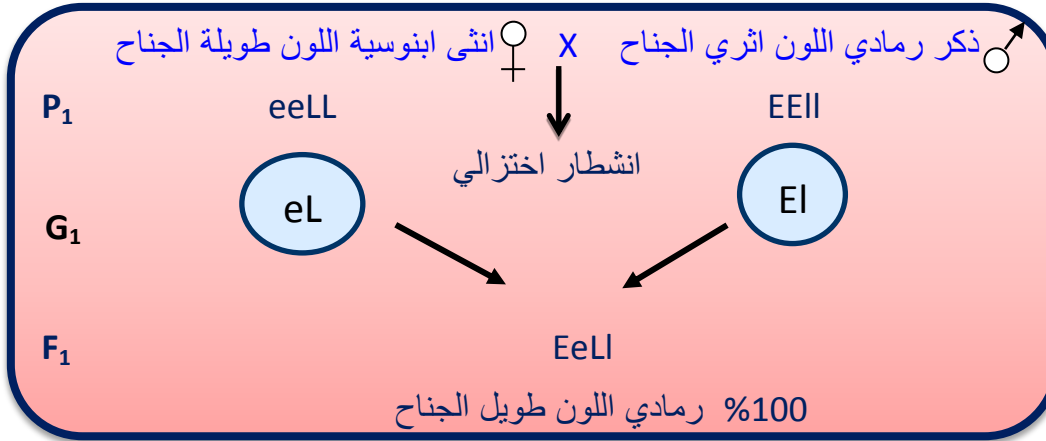 ذكر رمادي اللون اثري الجناح X انثى ابنوسية اللون طويلة الجناح
P₁ eeLL EEll
انشطار اختزالي
G₁ eL El
F₁ EeLl
%100 رمادي اللون طويل الجناح